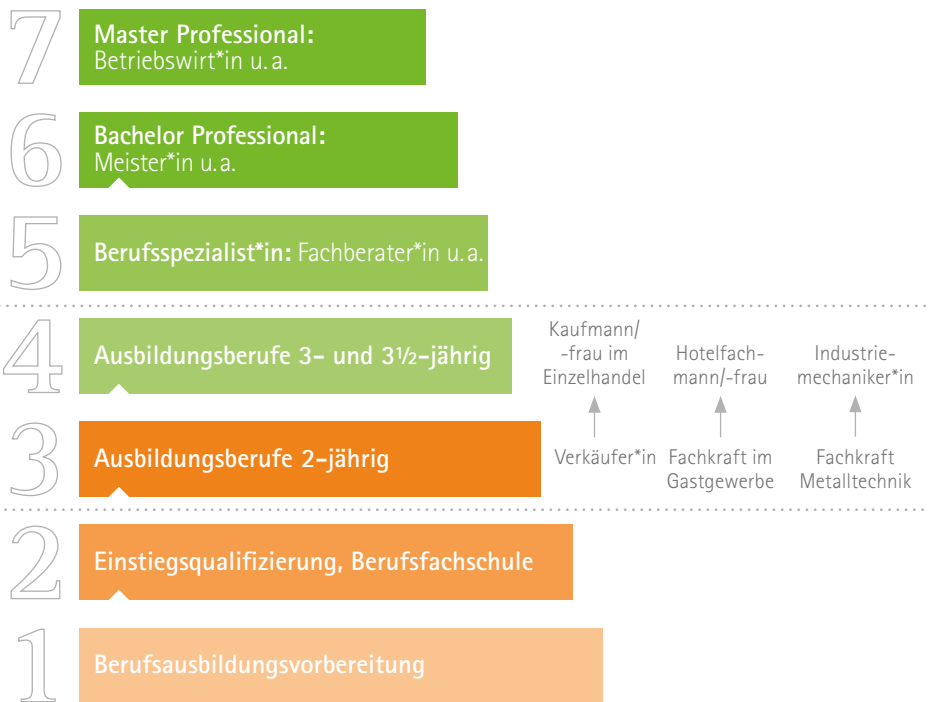 7
Master Professional:
Betriebswirt*in u.a.
6
Bachelor Professional:
Meister*in u.a.
5
Berufsspezialist*in: Fachberater*in u.a.
4
Ausbildungsberufe 3- und 3½-jährig
Kaufmann/
-frau im
Einzelhandel
Hotelfach-
mann/-frau
Industrie-
mechaniker*in
3
Ausbildungsberufe 2-jährig
Verkäufer*in
Fachkraft im
Gastgewerbe
Fachkraft
Metalltechnik
2
Einstiegsqualifizierung, Berufsfachschule
1
Berufsausbildungsvorbereitung